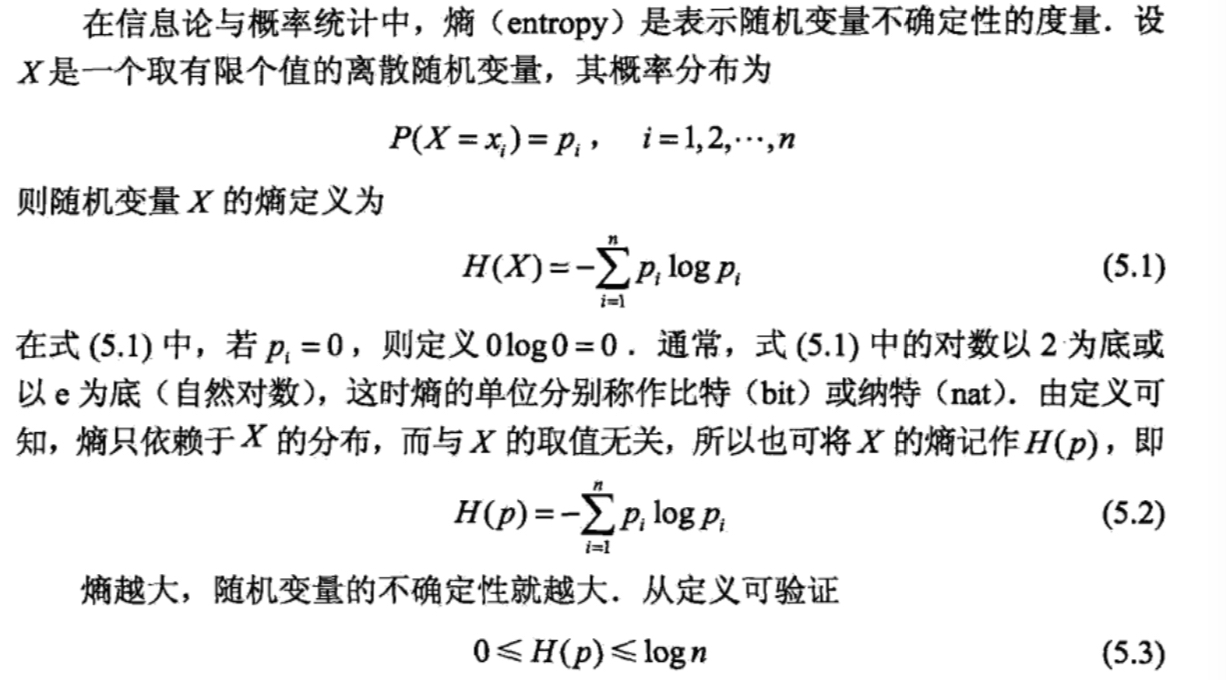 在信息论与概率统计中，熵（entropy）是表示随机变量不确定性的度量．设
X 是一个取有限个值的离散随机变量，其概率分布为
P(X = x_i) = p_i ,  i = 1, 2, ⋯, n
则随机变量 X 的熵定义为
H(X) = −∑_{i=1}^{n} p_i log p_i (5.1)
在式 (5.1) 中，若 p_i = 0，则定义 0 log 0 = 0．通常，式 (5.1) 中的对数以 2 为底或
以 e 为底（自然对数），这时熵的单位分别称作比特（bit）或纳特（nat）．由定义可
知，熵只依赖于 X 的分布，而与 X 的取值无关，所以也可将 X 的熵记作 H(p)，即
H(p) = −∑_{i=1}^{n} p_i log p_i (5.2)
熵越大，随机变量的不确定性就越大．从定义可验证
0 ≤ H(p) ≤ log n (5.3)